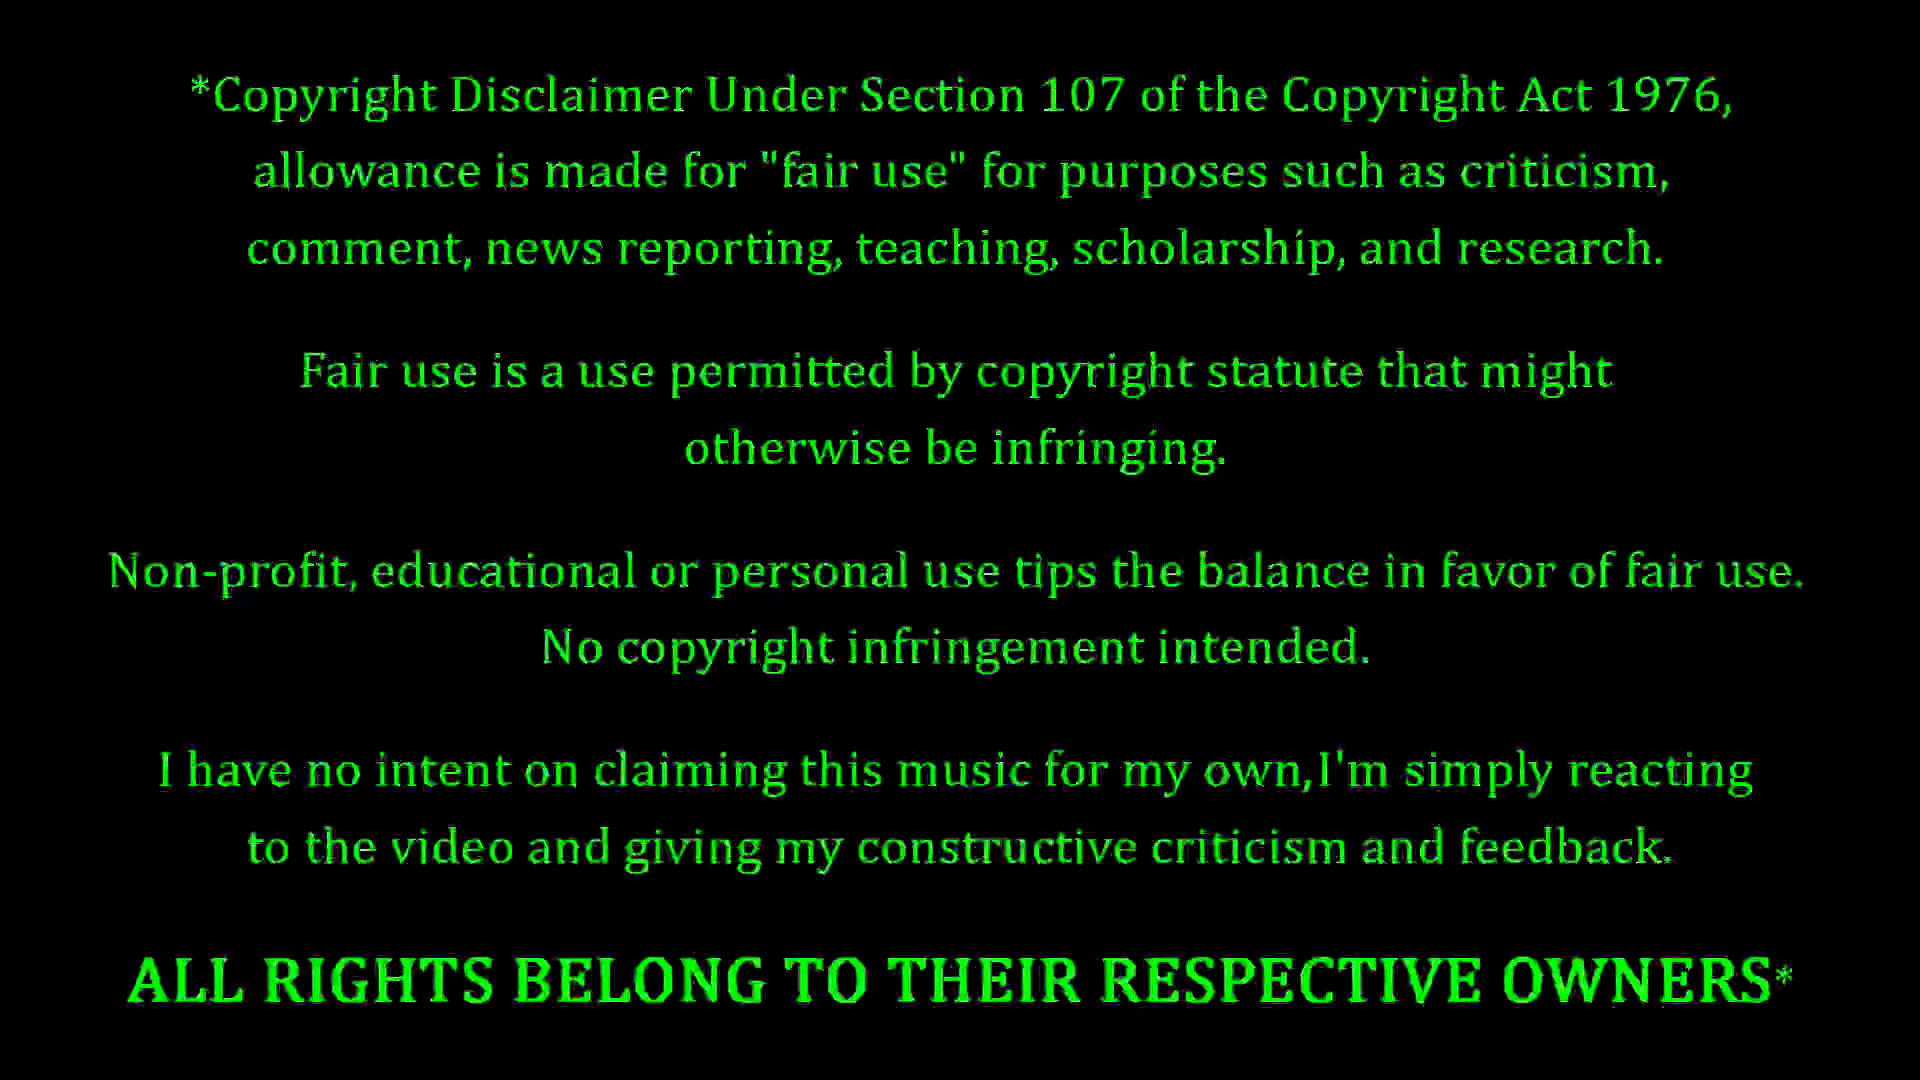 *Copyright Disclaimer Under Section 107 of the Copyright Act 1976,
allowance is made for "fair use" for purposes such as criticism,
comment, news reporting, teaching, scholarship, and research.
Fair use is a use permitted by copyright statute that might
otherwise be infringing.
Non-profit, educational or personal use tips the balance in favor of fair use.
No copyright infringement intended.
I have no intent on claiming this music for my own,I'm simply reacting
to the video and giving my constructive criticism and feedback.
ALL RIGHTS BELONG TO THEIR RESPECTIVE OWNERS*